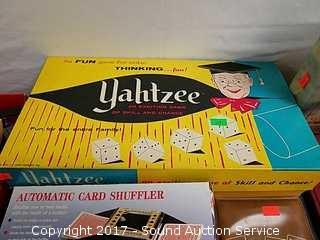 The FUN game that makes
THINKING ... fun!
Yahtzee
AN EXCITING GAME
OF SKILL AND CHANCE
Fun for the entire Family!
Yahtzee
Game of Skill and Chance!
AUTOMATIC CARD SHUFFLER
Copyright 2017 - Sound Auction Service